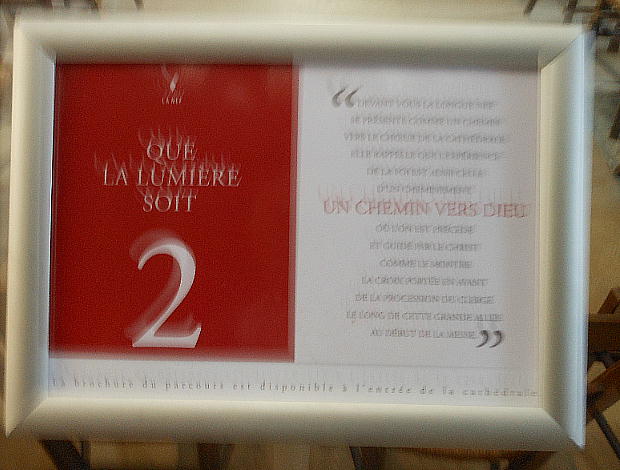 LA NEF
QUE
LA LUMIÈRE
SOIT
2
“ DEVANT VOUS LA LONGUE NEF
SE PRÉSENTE COMME UN CHEMIN
VERS LE CHOEUR DE LA CATHÉDRALE
ELLE RAPPELLE QUE L'EXPÉRIENCE
DE LA FOI EST AUSSI CELLE
D'UN CHEMINEMENT
UN CHEMIN VERS DIEU
OÙ L'ON EST PRÉCÉDÉ
ET GUIDÉ PAR LE CHRIST
COMME LE MONTRE
LA CROIX PORTÉE EN AVANT
DE LA PROCESSION DU CLERGÉ
LE LONG DE CETTE GRANDE ALLÉE
AU DÉBUT DE LA MESSE ”
La brochure du parcours est disponible à l'entrée de la cathédrale